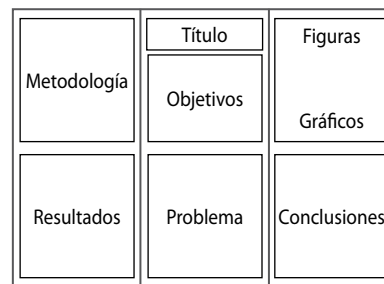 Metodología
Título
Objetivos
Figuras
Gráficos
Resultados
Problema
Conclusiones